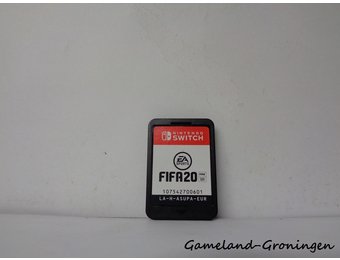 NINTENDO
SWITCH
EA
SPORTS
FIFA20
107542700601
LA-H-ASUPA-EUR
Gameland-Groningen